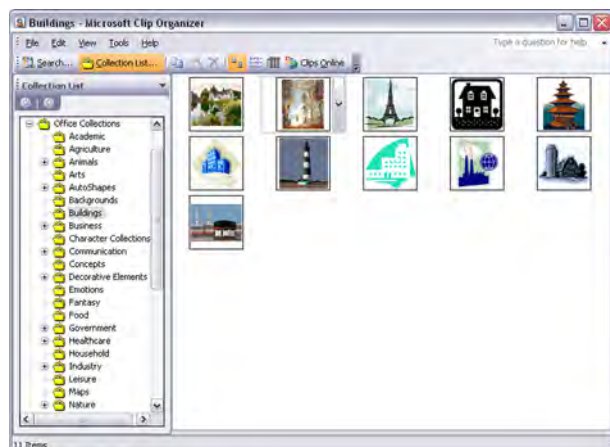 Buildings - Microsoft Clip Organizer
File Edit View Tools Help
Type a question for help
Search... Collection List... Clips Online
Collection List
Office Collections
Academic
Agriculture
Animals
Arts
AutoShapes
Backgrounds
Buildings
Business
Character Collections
Communication
Concepts
Decorative Elements
Emotions
Fantasy
Food
Government
Healthcare
Household
Industry
Leisure
Maps
Nature
11 Items